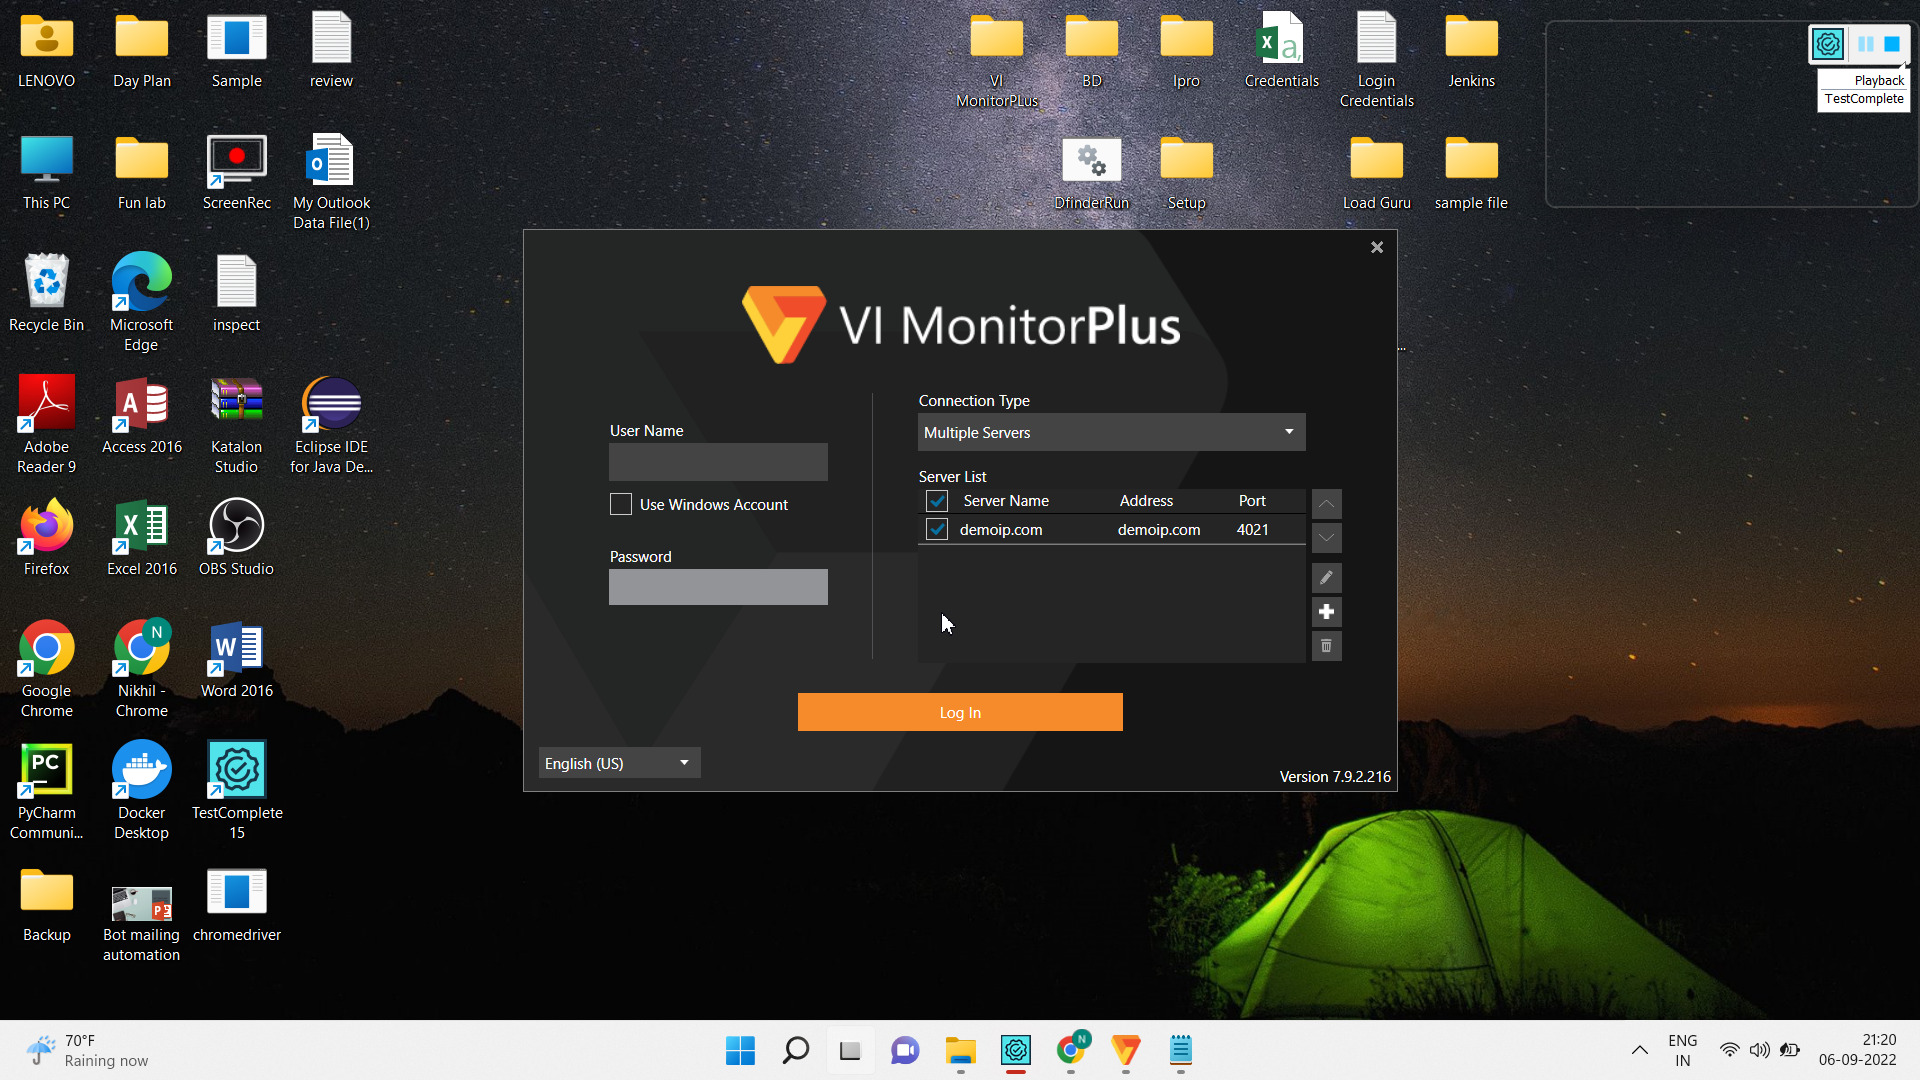 LENOVO
Day Plan
Sample
review
VI
MonitorPLus
BD
Ipro
Credentials
Login
Credentials
Jenkins
Playback
TestComplete
This PC
Fun lab
ScreenRec
My Outlook
Data File(1)
DfinderRun
Setup
Load Guru
sample file
Recycle Bin
Microsoft
Edge
inspect
VI MonitorPlus
...
Adobe
Reader 9
Access 2016
Katalon
Studio
Eclipse IDE
for Java De...
User Name
Use Windows Account
Password
Connection Type
Multiple Servers
Server List
Server Name Address Port
demoip.com demoip.com 4021
Firefox
Excel 2016
OBS Studio
Google
Chrome
N
Nikhil -
Chrome
Word 2016
Log In
English (US)
Version 7.9.2.216
PC
PyCharm
Communi...
Docker
Desktop
TestComplete
15
Backup
Bot mailing
automation
chromedriver
70°F
Raining now
N
ENG
IN
21:20
06-09-2022